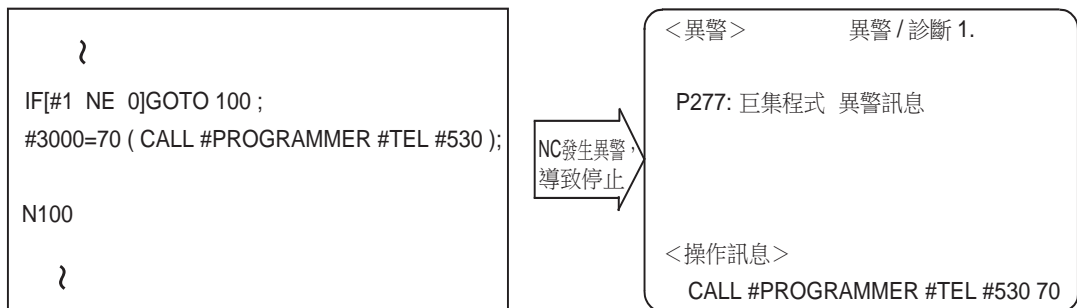 ~
IF[#1 NE 0]GOTO 100 ;
#3000=70 ( CALL #PROGRAMMER #TEL #530 );
N100
~
NC發生異警，
導致停止
＜異警＞ 異警 / 診斷 1.
P277: 巨集程式 異警訊息
＜操作訊息＞
CALL #PROGRAMMER #TEL #530 70